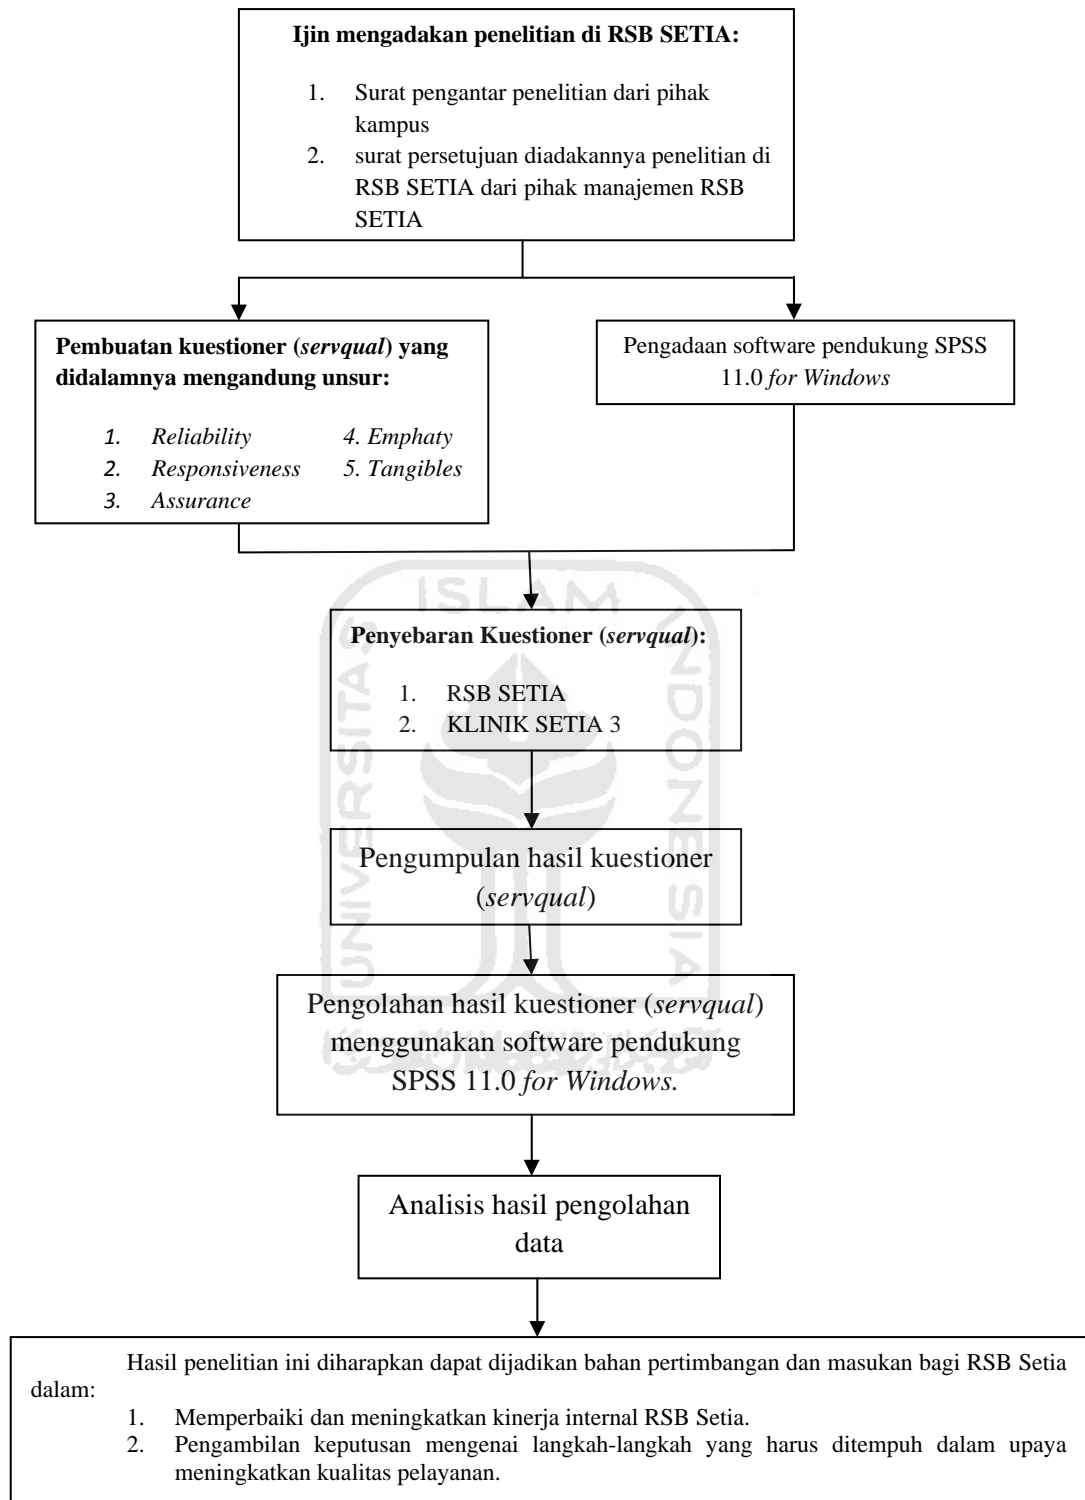 Ijin mengadakan penelitian di RSB SETIA:
1. Surat pengantar penelitian dari pihak
kampus
2. surat persetujuan diadakannya penelitian di
RSB SETIA dari pihak manajemen RSB
SETIA
Pembuatan kuestioner (servqual) yang
didalamnya mengandung unsur:
1. Reliability 4. Emphaty
2. Responsiveness 5. Tangibles
3. Assurance
Pengadaan software pendukung SPSS
11.0 for Windows
Penyebaran Kuestioner (servqual):
1. RSB SETIA
2. KLINIK SETIA 3
Pengumpulan hasil kuestioner
(servqual)
Pengolahan hasil kuestioner (servqual)
menggunakan software pendukung
SPSS 11.0 for Windows.
Analisis hasil pengolahan
data
Hasil penelitian ini diharapkan dapat dijadikan bahan pertimbangan dan masukan bagi RSB Setia
dalam:
1. Memperbaiki dan meningkatkan kinerja internal RSB Setia.
2. Pengambilan keputusan mengenai langkah-langkah yang harus ditempuh dalam upaya
meningkatkan kualitas pelayanan.
UNIVERSITAS
ISLAM
INDONESIA